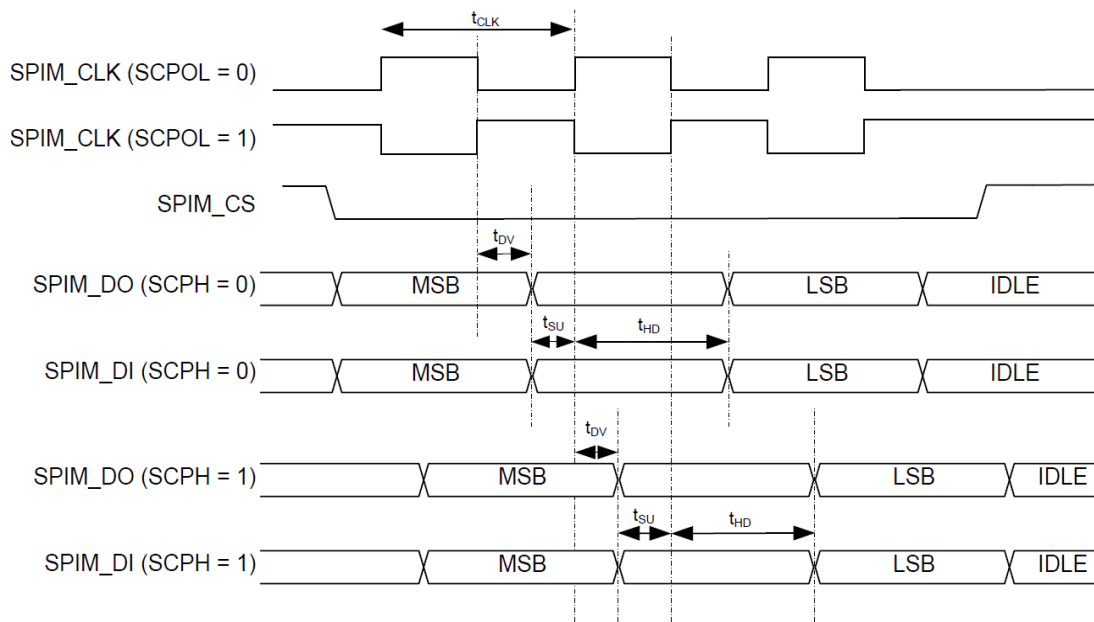 tCLK
SPIM_CLK (SCPOL = 0)
SPIM_CLK (SCPOL = 1)
SPIM_CS
tDV
SPIM_DO (SCPH = 0) MSB LSB IDLE
tSU tHD
SPIM_DI (SCPH = 0) MSB LSB IDLE
tDV
SPIM_DO (SCPH = 1) MSB LSB IDLE
tSU tHD
SPIM_DI (SCPH = 1) MSB LSB IDLE